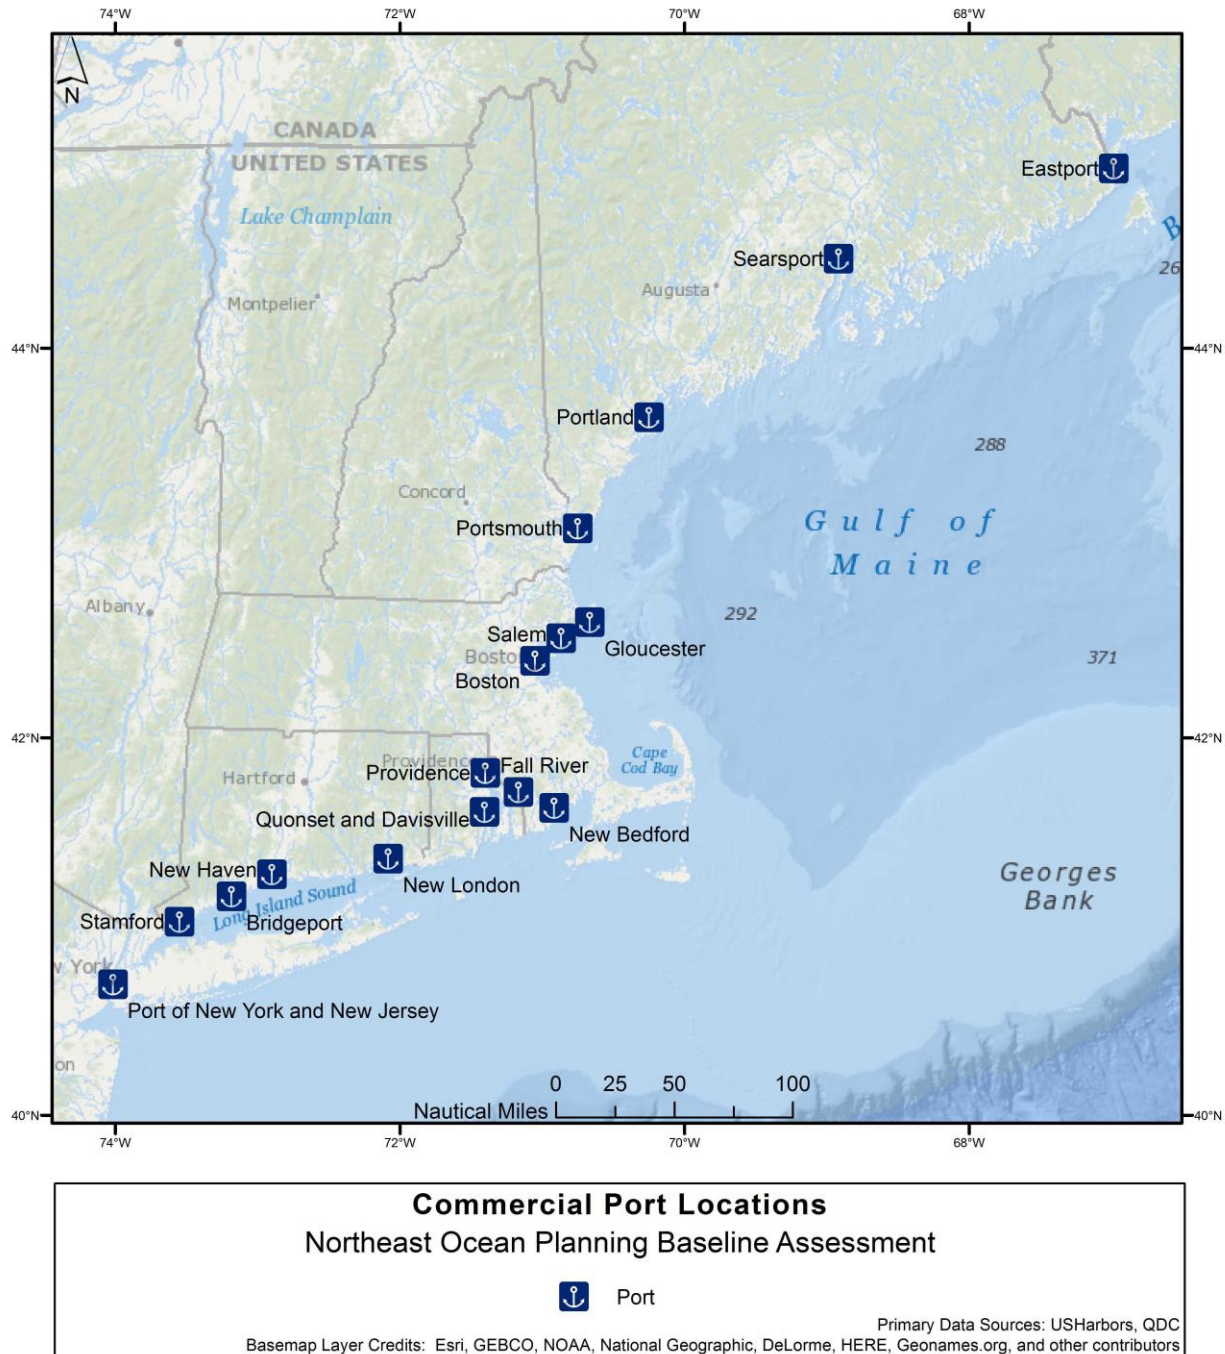 74°W 72°W 70°W 68°W
N
CANADA
UNITED STATES
Eastport
Lake Champlain
B
Searsport
26
Augusta
Montpelier
44°N 44°N
Portland
288
Concord
Gulf of
Maine
Portsmouth
Albany
292
Salem
Gloucester
Bosto
371
Boston
42°N 42°N
Cape
Cod Bay
Providence
Fall River
Hartford
Providence
Quonset and Davisville
New Bedford
New Haven
New London
Georges
Bank
Long Island Sound
Stamford
Bridgeport
w York
Port of New York and New Jersey
on
0 25 50 100
Nautical Miles
40°N 40°N
74°W 72°W 70°W 68°W
Commercial Port Locations
Northeast Ocean Planning Baseline Assessment
Port
Primary Data Sources: USHarbors, QDC
Basemap Layer Credits: Esri, GEBCO, NOAA, National Geographic, DeLorme, HERE, Geonames.org, and other contributors